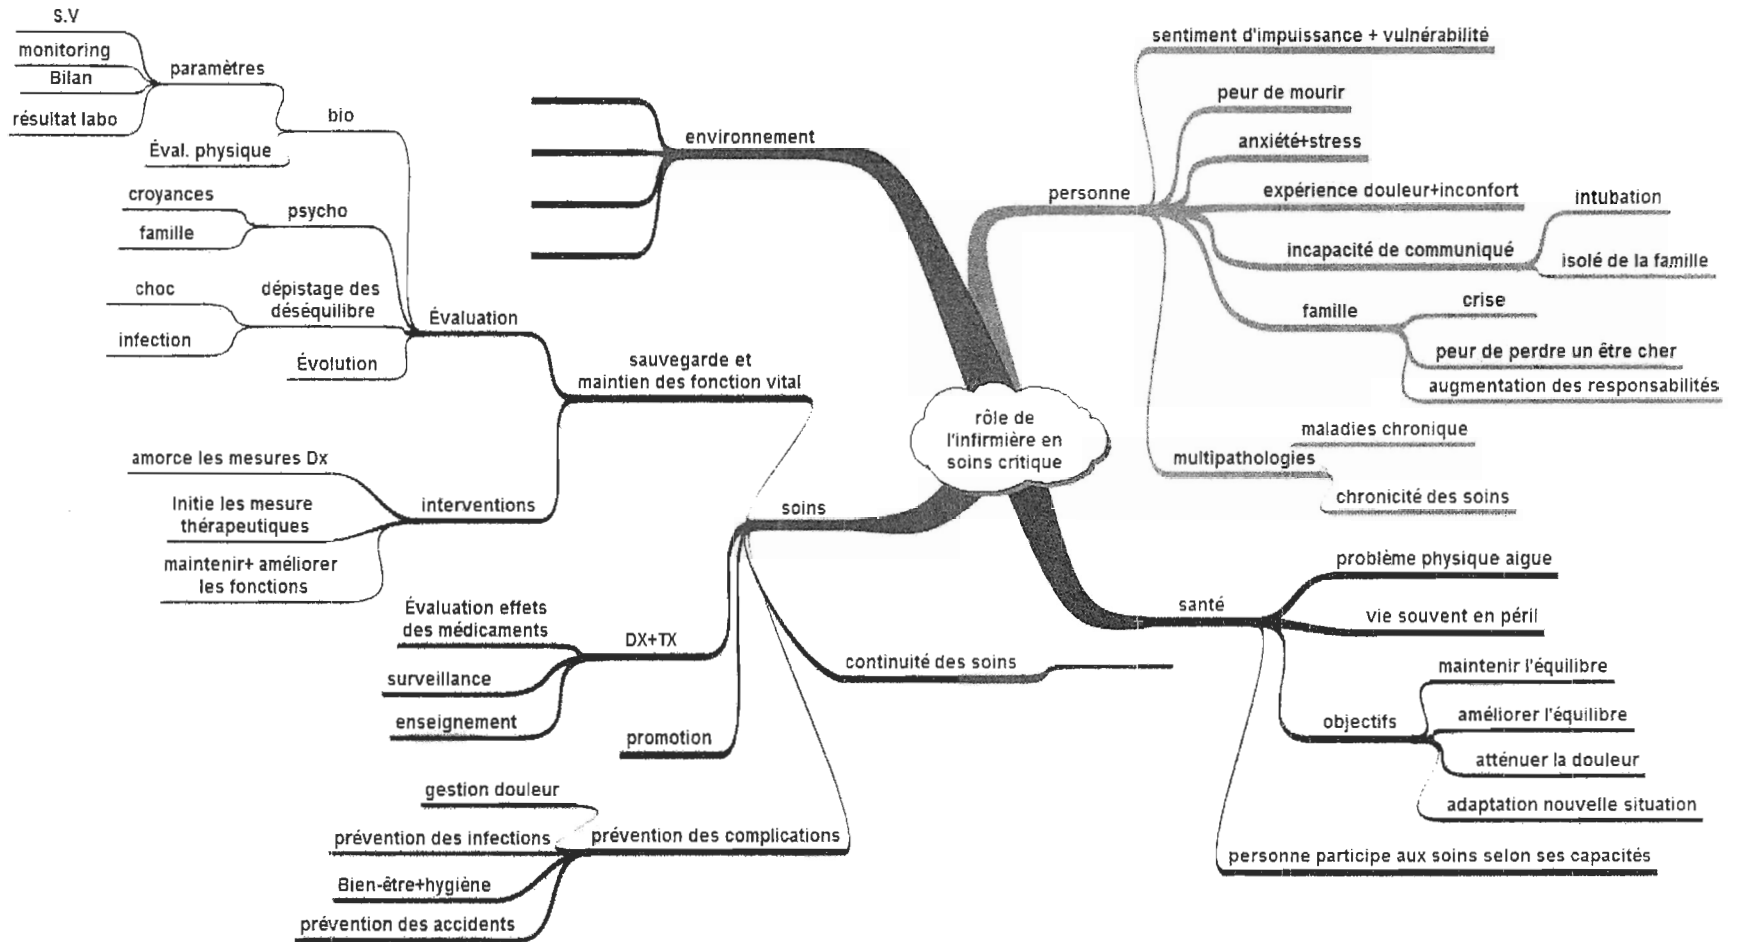 S.V
monitoring
Bilan
résultat labo
paramètres
bio
Éval. physique
croyances
famille
psycho
choc
infection
dépistage des
déséquilibre
Évolution
Évaluation
sauvegarde et
maintien des fonction vital
amorce les mesures Dx
Initie les mesure
thérapeutiques
maintenir+ améliorer
les fonctions
interventions
Évaluation effets
des médicaments
surveillance
enseignement
DX+TX
promotion
gestion douleur
prévention des infections
Bien-être+hygiène
prévention des accidents
prévention des complications
continuité des soins
soins
environnement
rôle de
l'infirmière en
soins critique
personne
sentiment d'impuissance + vulnérabilité
peur de mourir
anxiété+stress
expérience douleur+inconfort
incapacité de communiqué
intubation
isolé de la famille
famille
crise
peur de perdre un être cher
augmentation des responsabilités
multipathologies
maladies chronique
chronicité des soins
santé
problème physique aigue
vie souvent en péril
objectifs
maintenir l'équilibre
améliorer l'équilibre
atténuer la douleur
adaptation nouvelle situation
personne participe aux soins selon ses capacités